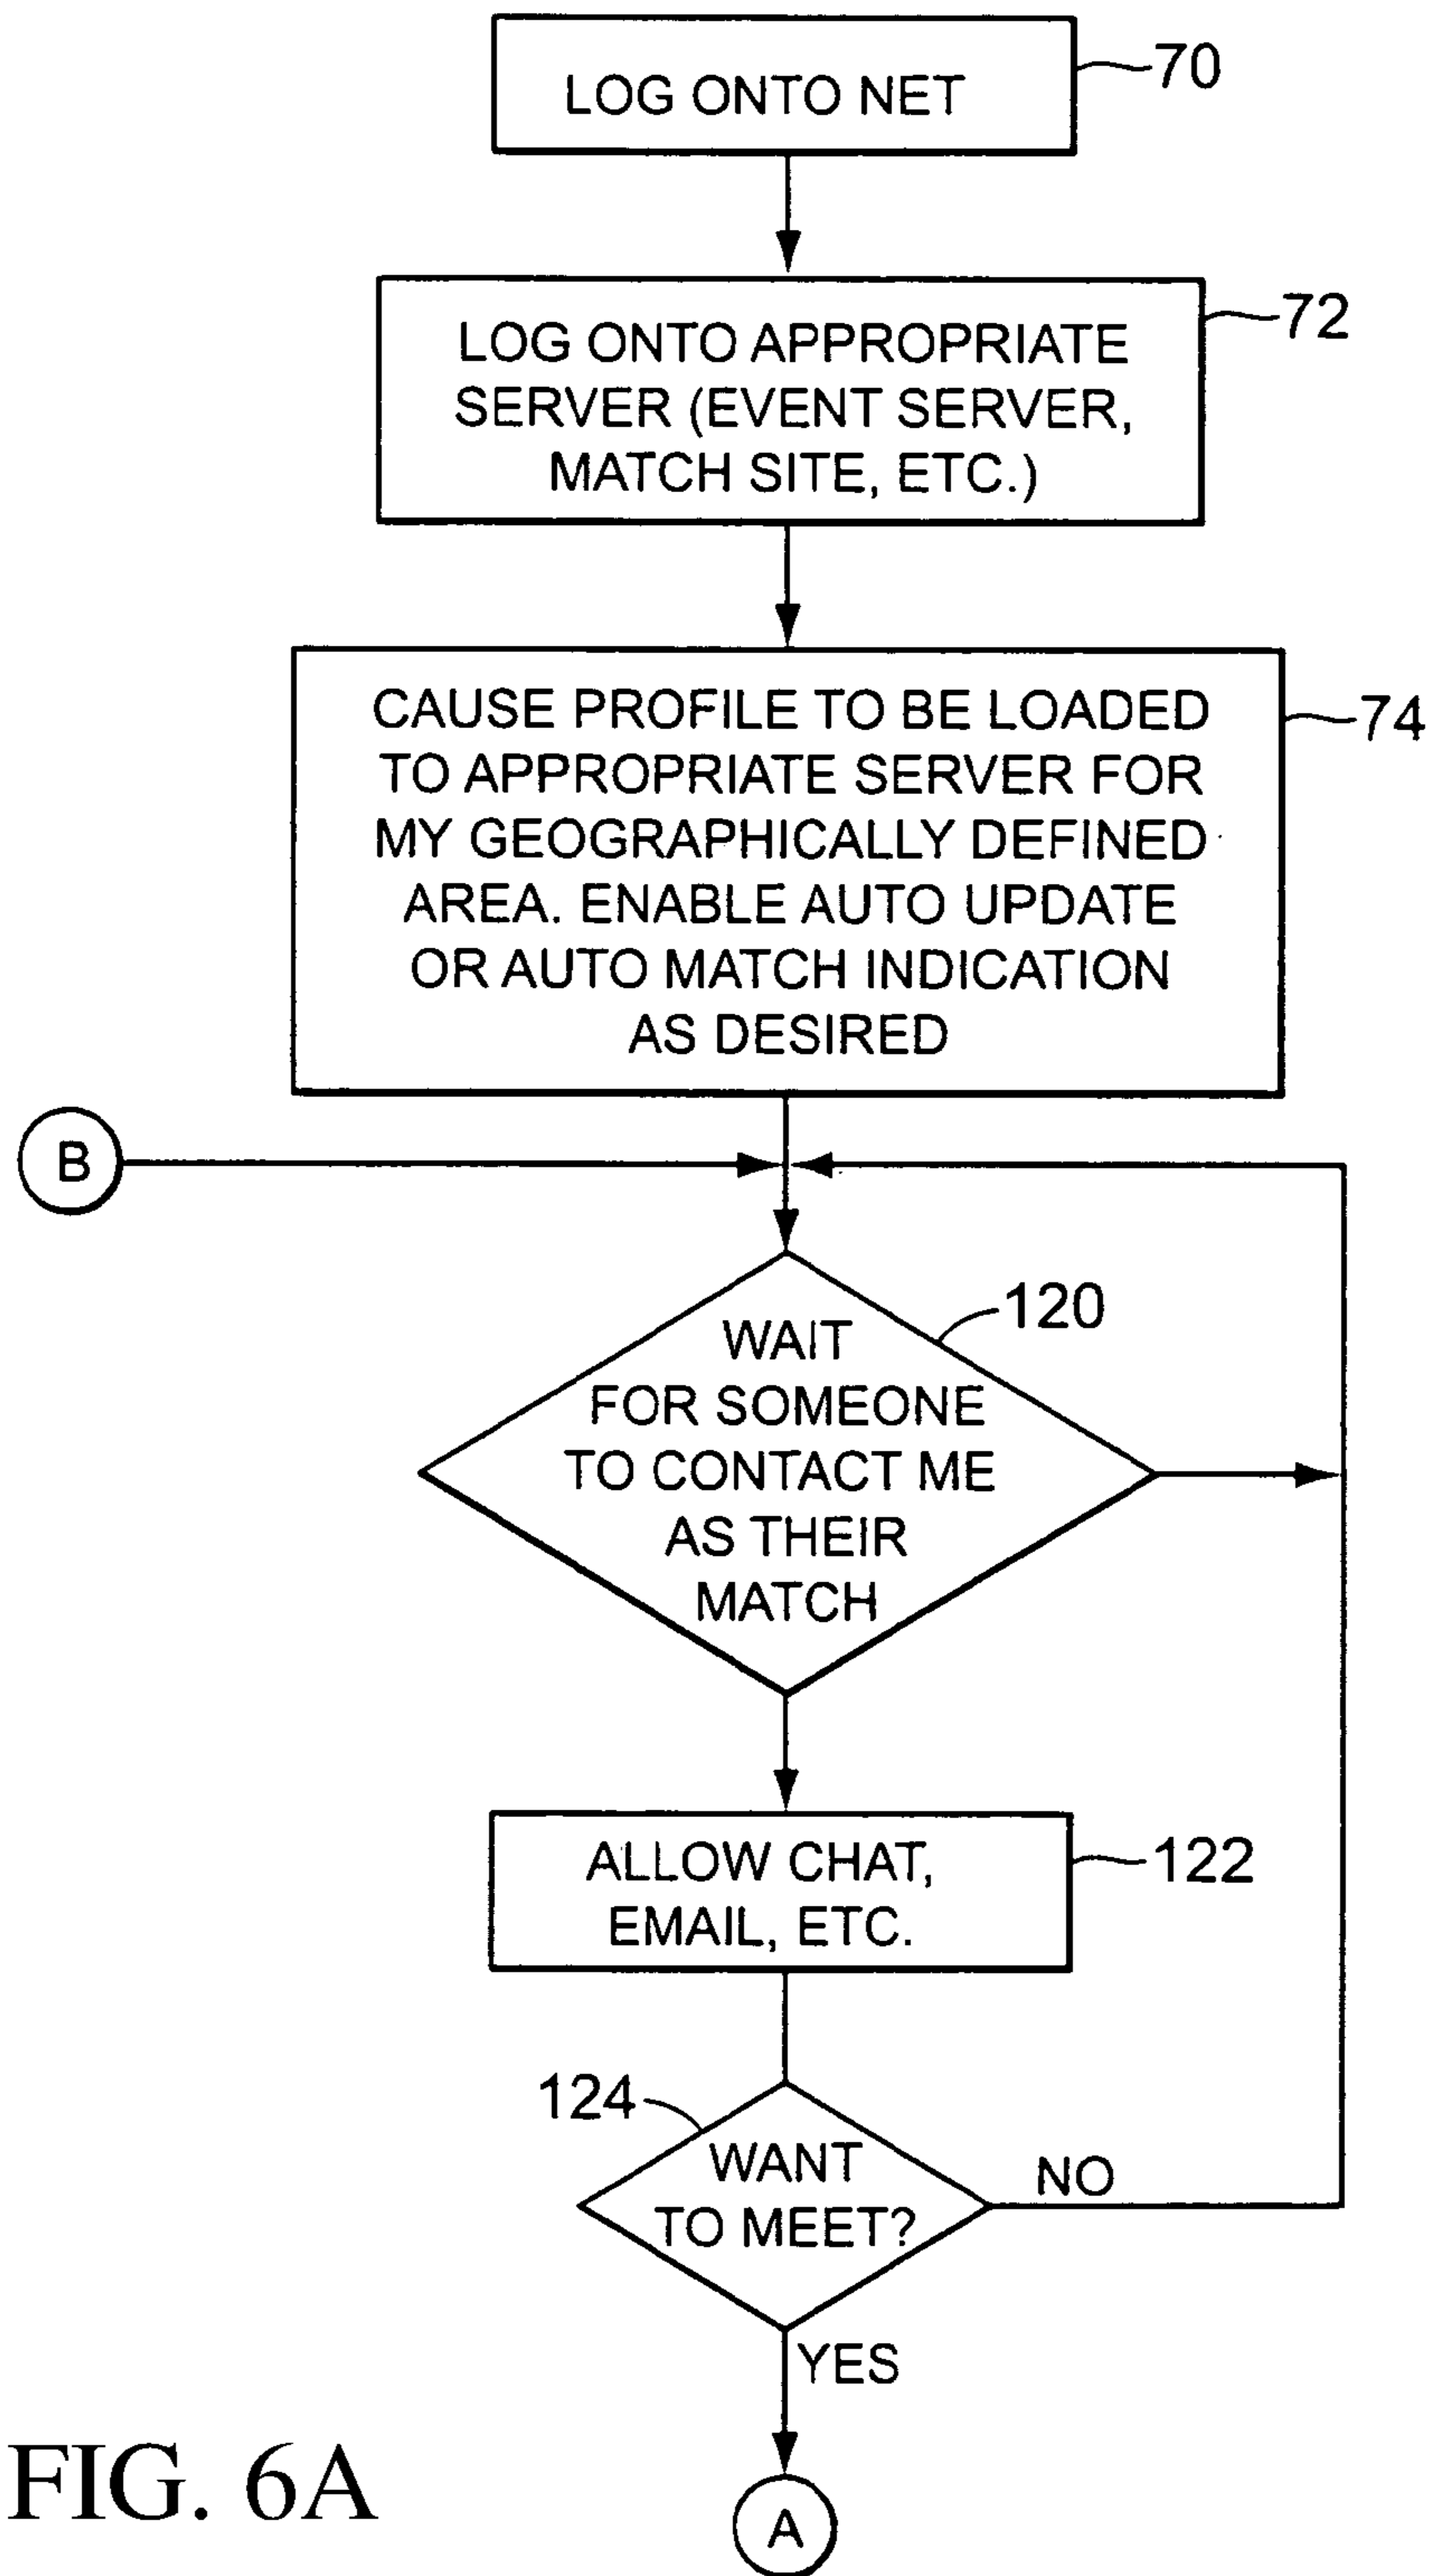 LOG ONTO NET
70
LOG ONTO APPROPRIATE
SERVER (EVENT SERVER,
MATCH SITE, ETC.)
72
CAUSE PROFILE TO BE LOADED
TO APPROPRIATE SERVER FOR
MY GEOGRAPHICALLY DEFINED
AREA. ENABLE AUTO UPDATE
OR AUTO MATCH INDICATION
AS DESIRED
74
B
120
WAIT
FOR SOMEONE
TO CONTACT ME
AS THEIR
MATCH
ALLOW CHAT,
EMAIL, ETC.
122
124
WANT
TO MEET?
NO
YES
A
FIG. 6A